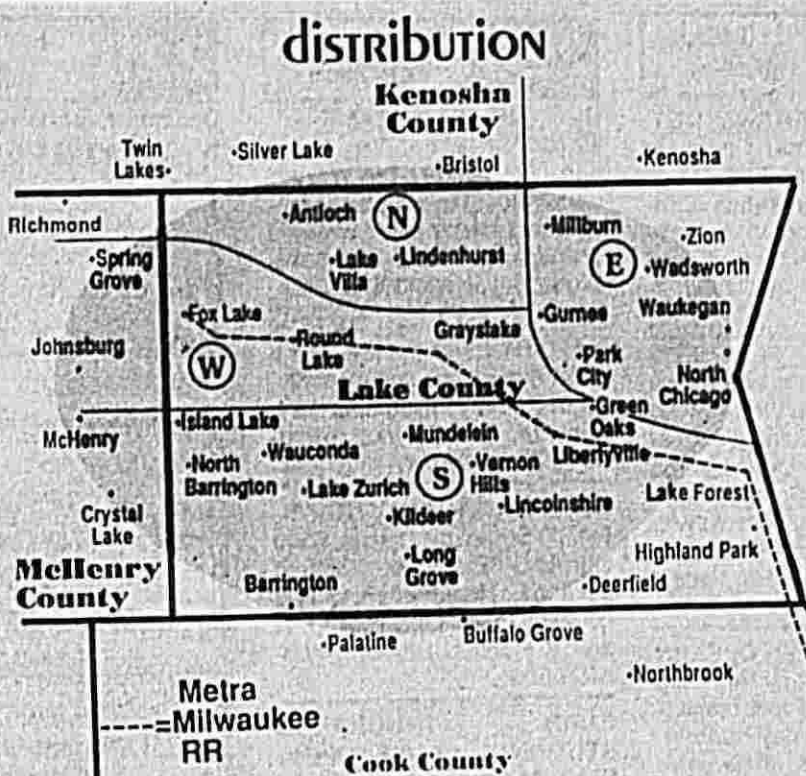 distribution
Kenosha
County
Twin
Lakes
Silver Lake
Bristol
Kenosha
Richmond
Antioch
N
Millburn
Zion
Spring
Grove
Lake
Villa
Lindenhurst
E
Wadsworth
Fox Lake
Gurnee
Waukegan
Johnsburg
W
Round
Lake
Grayslake
Park
City
North
Chicago
Lake County
Green
Oaks
McHenry
Island Lake
Mundelein
North
Barrington
Wauconda
Lake Zurich
S
Vernon
Hills
Libertyville
Lincolnshire
Lake Forest
Crystal
Lake
Kildeer
Highland Park
McHenry
County
Long
Grove
Barrington
Deerfield
Palatine
Buffalo Grove
Northbrook
Metra
----=Milwaukee
RR
Cook County